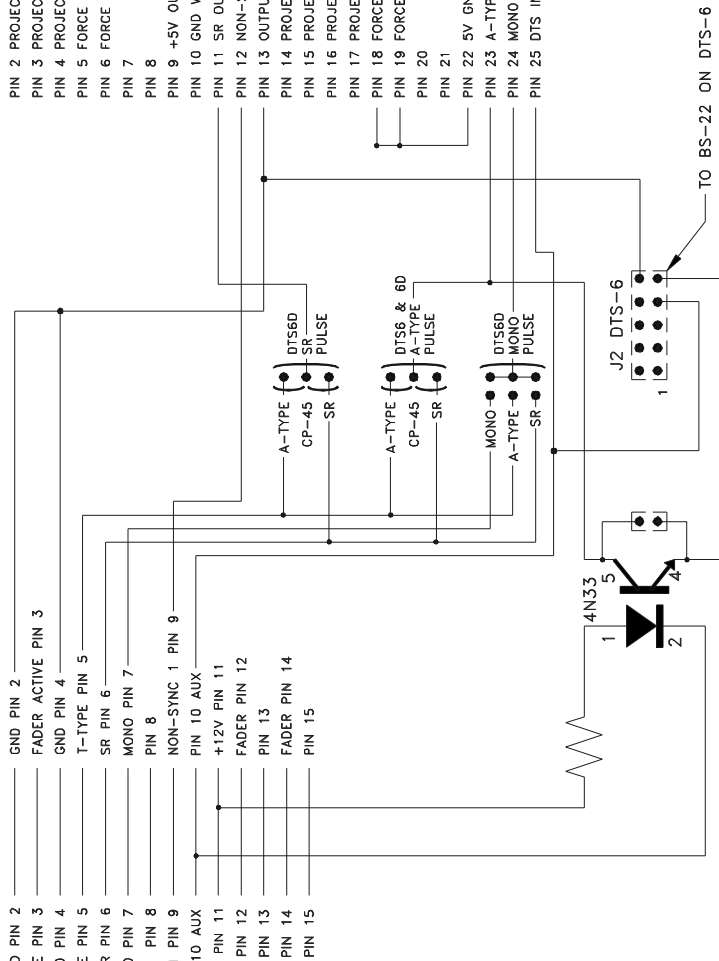 PIN 2 PROJEC
PIN 3 PROJEC
PIN 4 PROJEC
PIN 5 FORCE
PIN 6 FORCE
PIN 7
PIN 8
PIN 9 +5V OU
PIN 10 GND
PIN 11 SR OU
PIN 12 NON-
PIN 13 OUTPU
PIN 14 PROJE
PIN 15 PROJE
PIN 16 PROJE
PIN 17 PROJE
PIN 18 FORCE
PIN 19 FORCE
PIN 20
PIN 21
PIN 22 5V GN
PIN 23 A-TYP
PIN 24 MONO
PIN 25 DTS I
TO BS-22 ON DTS-6
DTS6D
SR
PULSE
A-TYPE
CP-45
SR
DTS6 & 6D
A-TYPE
PULSE
A-TYPE
CP-45
SR
DTS6D
MONO
PULSE
MONO
A-TYPE
SR
J2 DTS-6
1
4N33
5
4
1
2
GND PIN 2
FADER ACTIVE PIN 3
GND PIN 4
T-TYPE PIN 5
SR PIN 6
MONO PIN 7
PIN 8
NON-SYNC 1 PIN 9
PIN 10 AUX
+12V PIN 11
FADER PIN 12
PIN 13
FADER PIN 14
PIN 15
D PIN 2
E PIN 3
D PIN 4
E PIN 5
R PIN 6
O PIN 7
PIN 8
PIN 9
10 AUX
PIN 11
PIN 12
PIN 13
PIN 14
PIN 15